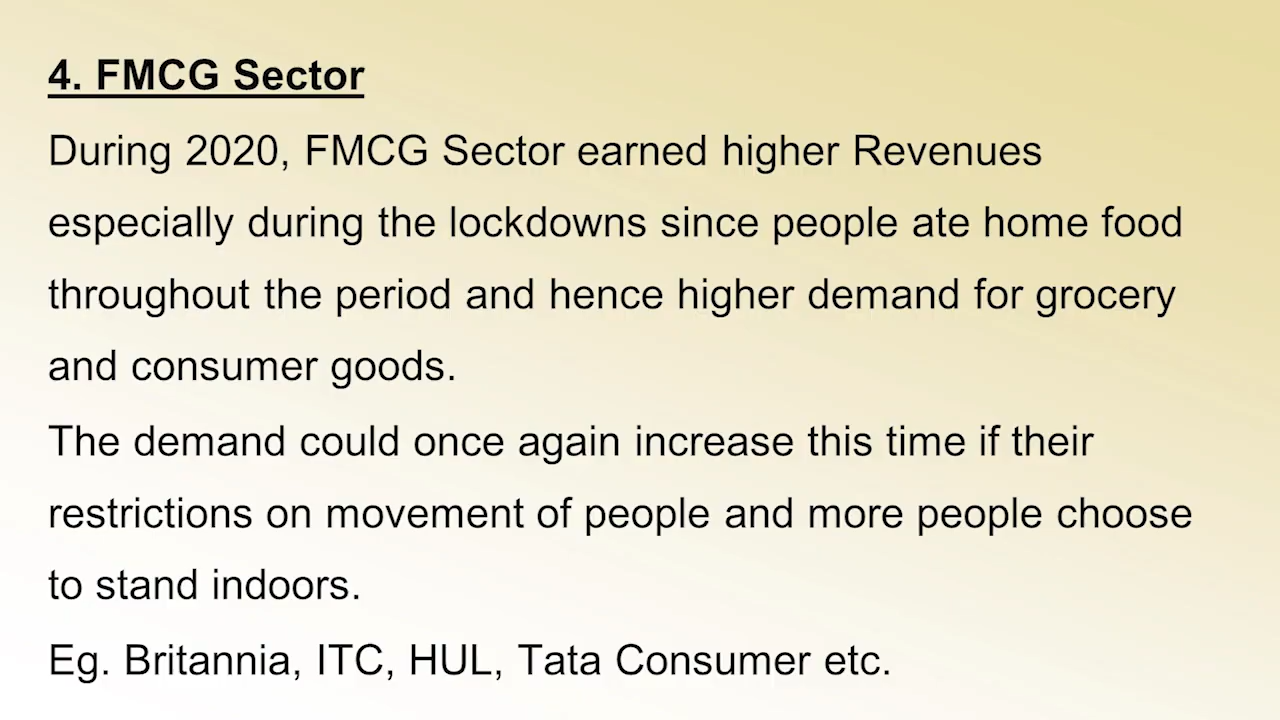 4. FMCG Sector
During 2020, FMCG Sector earned higher Revenues
especially during the lockdowns since people ate home food
throughout the period and hence higher demand for grocery
and consumer goods.
The demand could once again increase this time if their
restrictions on movement of people and more people choose
to stand indoors.
Eg. Britannia, ITC, HUL, Tata Consumer etc.